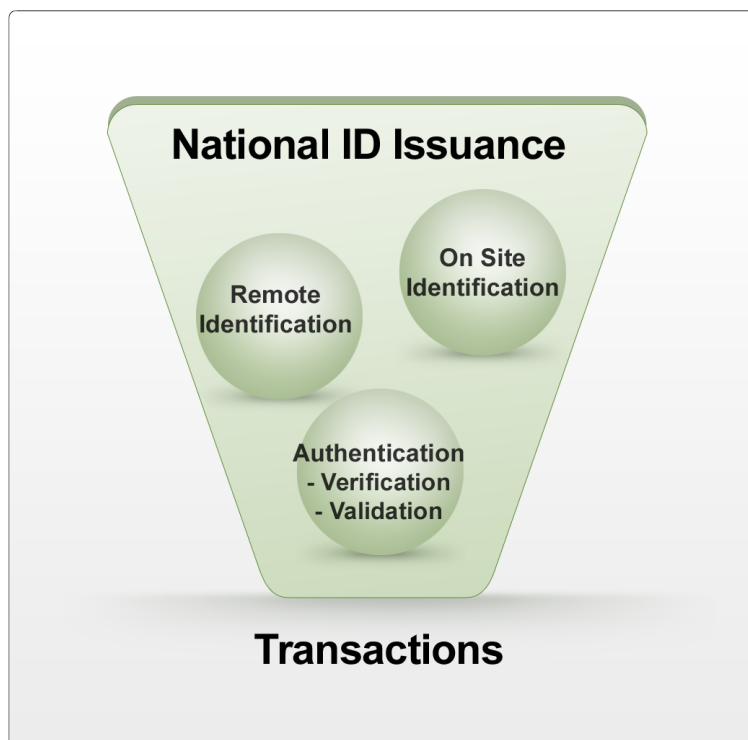 National ID Issuance
On Site
Identification
Remote
Identification
Authentication
- Verification
- Validation
Transactions